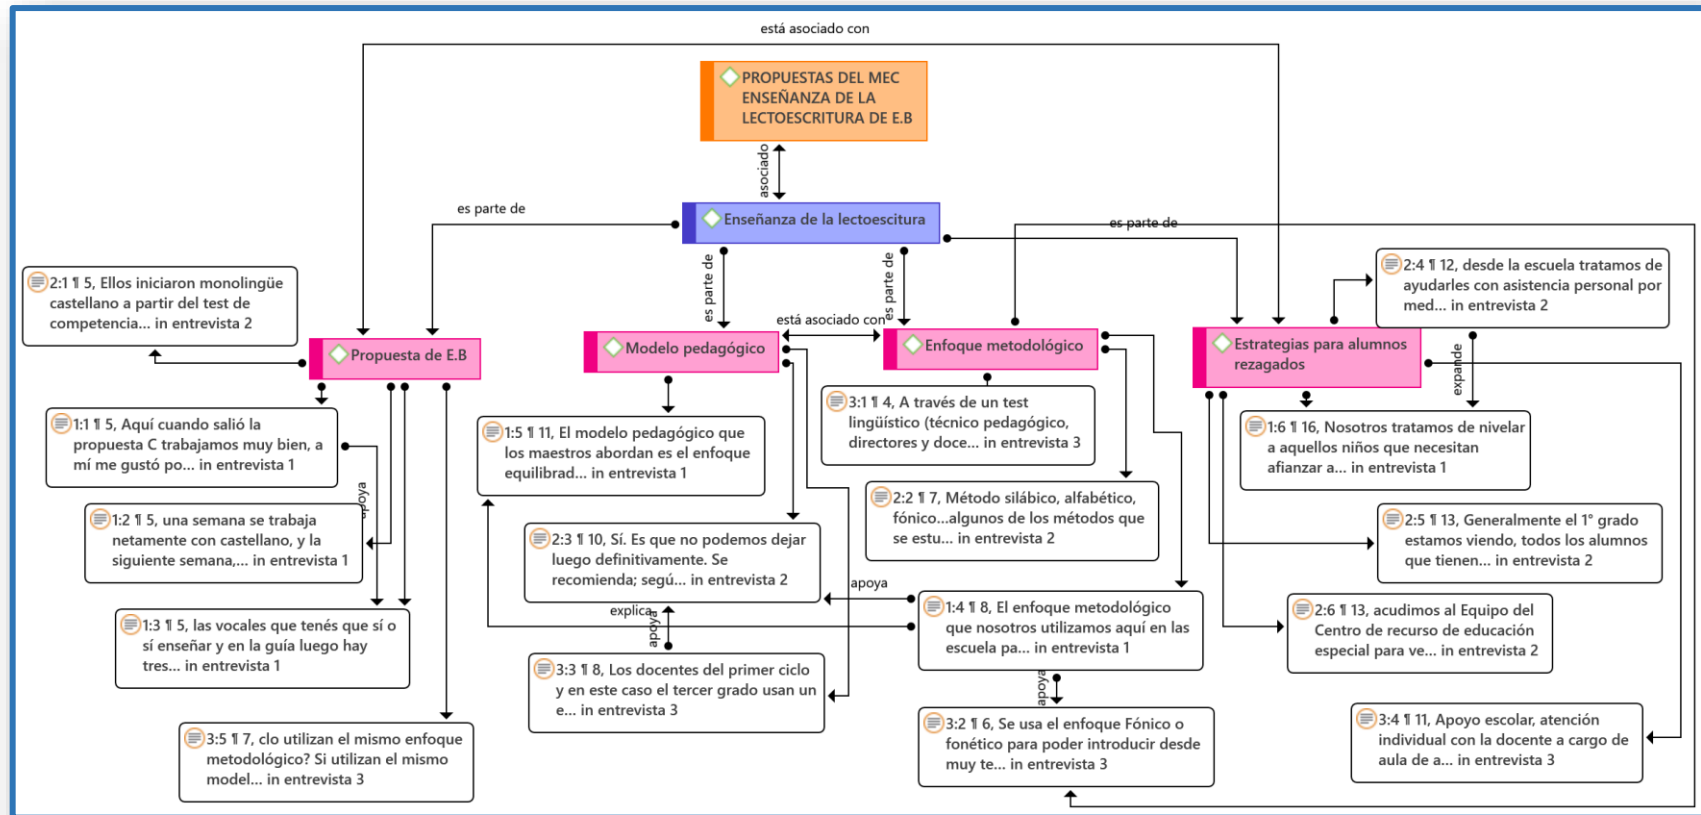 está asociado con
PROPUESTAS DEL MEC
ENSEÑANZA DE LA
LECTOESCRITURA DE E.B
asociado
Enseñanza de la lectoescitura
es parte de
es parte de
es parte de
es parte de
está asociado con
2:1 ¶ 5, Ellos iniciaron monolingüe
castellano a partir del test de
competencia... in entrevista 2
Propuesta de E.B
Modelo pedagógico
Enfoque metodológico
Estrategias para alumnos
rezagados
2:4 ¶ 12, desde la escuela tratamos de
ayudarles con asistencia personal por
med... in entrevista 2
expande
1:1 ¶ 5, Aquí cuando salió la
propuesta C trabajamos muy bien, a
mí me gustó po... in entrevista 1
apoya
1:2 ¶ 5, una semana se trabaja
netamente con castellano, y la
siguiente semana,... in entrevista 1
1:3 ¶ 5, las vocales que tenés que sí o
sí enseñar y en la guía luego hay
tres... in entrevista 1
3:5 ¶ 7, clo utilizan el mismo enfoque
metodológico? Si utilizan el mismo
model... in entrevista 3
1:5 ¶ 11, El modelo pedagógico que
los maestros abordan es el enfoque
equilibrad... in entrevista 1
2:3 ¶ 10, Sí. Es que no podemos dejar
luego definitivamente. Se
recomienda; segú... in entrevista 2
explica
apoya
apoya
3:3 ¶ 8, Los docentes del primer ciclo
y en este caso el tercer grado usan un
e... in entrevista 3
3:1 ¶ 4, A través de un test
lingüístico (técnico pedagógico,
directores y doce... in entrevista 3
2:2 ¶ 7, Método silábico, alfabético,
fónico...algunos de los métodos que
se estu... in entrevista 2
1:4 ¶ 8, El enfoque metodológico
que nosotros utilizamos aquí en las
escuela pa... in entrevista 1
apoya
3:2 ¶ 6, Se usa el enfoque Fónico o
fonético para poder introducir desde
muy te... in entrevista 3
1:6 ¶ 16, Nosotros tratamos de nivelar
a aquellos niños que necesitan
afianzar a... in entrevista 1
2:5 ¶ 13, Generalmente el 1° grado
estamos viendo, todos los alumnos
que tienen... in entrevista 2
2:6 ¶ 13, acudimos al Equipo del
Centro de recurso de educación
especial para ve... in entrevista 2
3:4 ¶ 11, Apoyo escolar, atención
individual con la docente a cargo de
aula de a... in entrevista 3